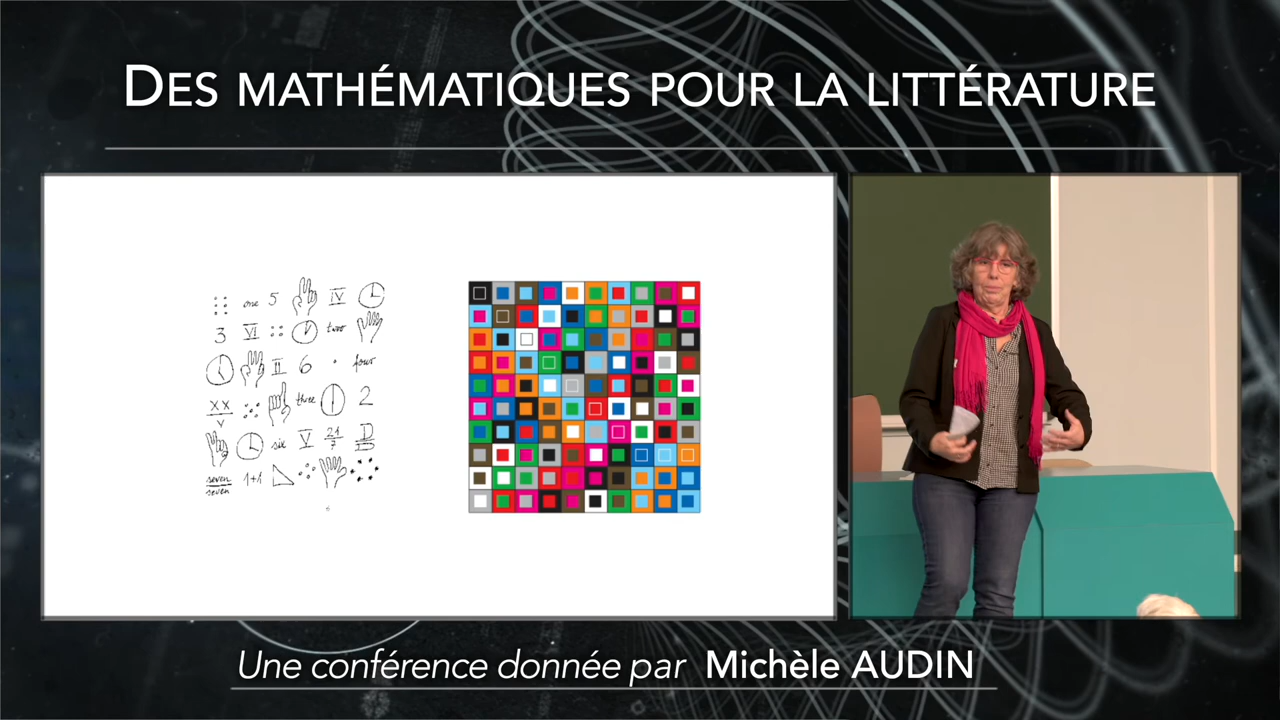 DES MATHÉMATIQUES POUR LA LITTÉRATURE
one 5 IV
3 VI two
II 6 four
XX three 2
V
six V 21 D
7
seven 1+1
seven
Une conférence donnée par Michèle AUDIN